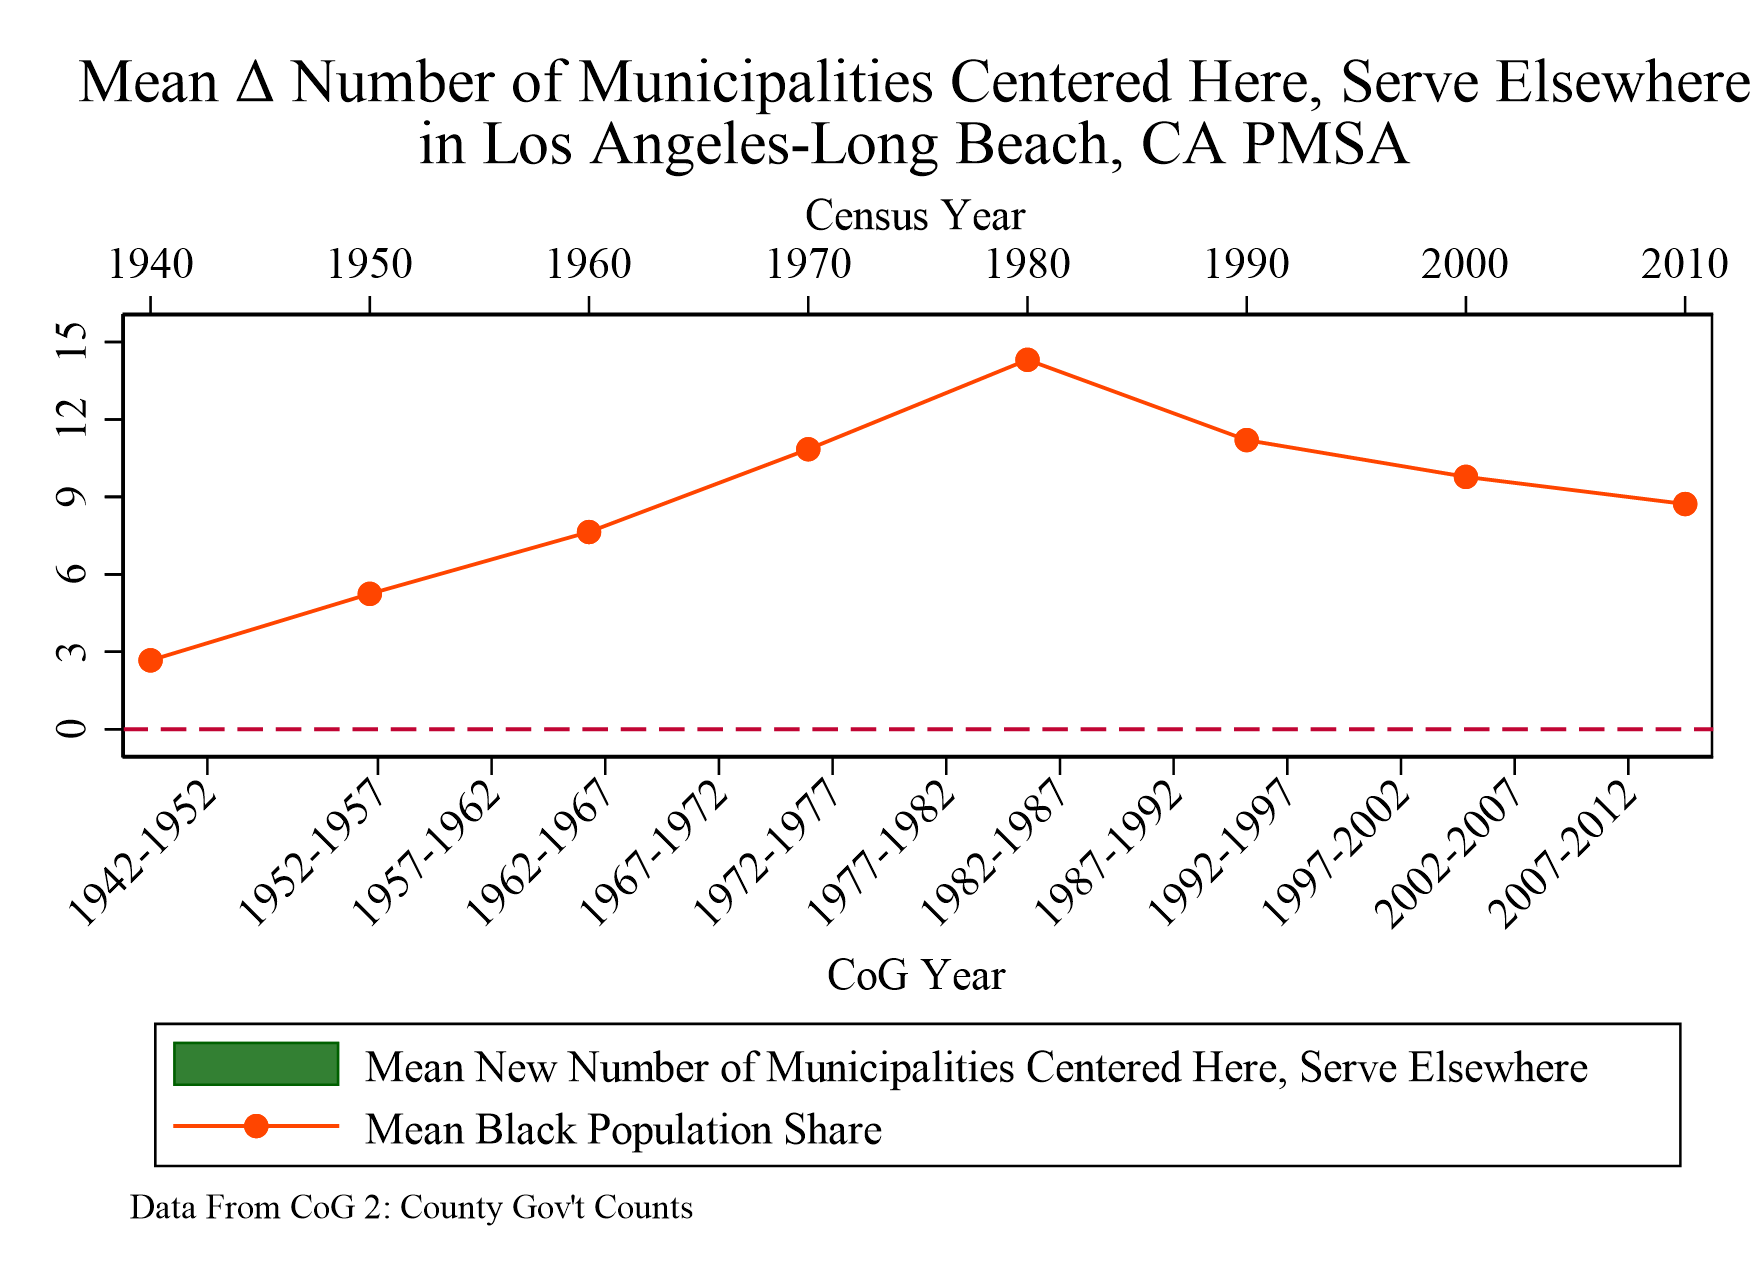 Mean Δ Number of Municipalities Centered Here, Serve Elsewhere
in Los Angeles-Long Beach, CA PMSA
Census Year
1940 1950 1960 1970 1980 1990 2000 2010
15
12
9
6
3
0
1942-1952 1952-1957 1957-1962 1962-1967 1967-1972 1972-1977 1977-1982 1982-1987 1987-1992 1992-1997 1997-2002 2002-2007 2007-2012
CoG Year
Mean New Number of Municipalities Centered Here, Serve Elsewhere
Mean Black Population Share
Data From CoG 2: County Gov't Counts